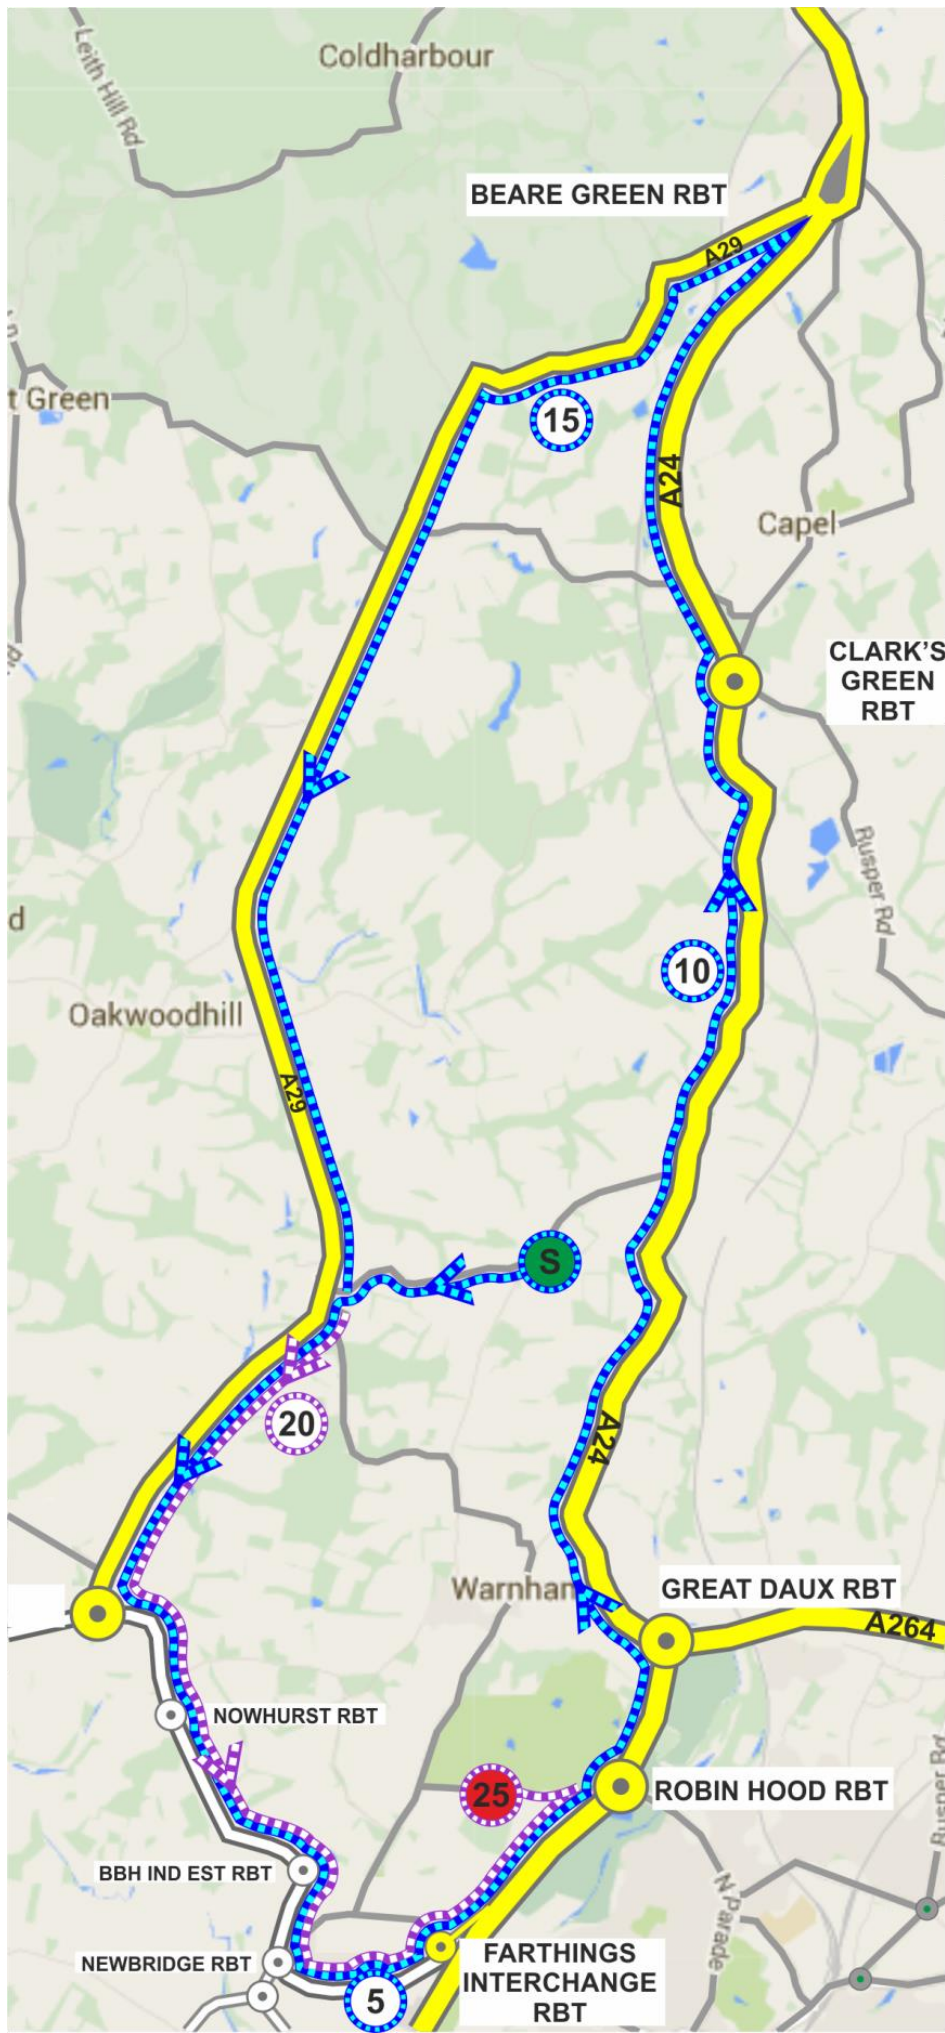 Leith Hill Rd
Coldharbour
BEARE GREEN RBT
A29
t Green
15
A24
Capel
CLARK'S
GREEN
RBT
Rusper Rd
d
10
Oakwoodhill
A29
S
20
A24
Warnhan
GREAT DAUX RBT
A264
NOWHURST RBT
25
ROBIN HOOD RBT
Rusper Rd
BBH IND EST RBT
N Parade
NEWBRIDGE RBT
FARTHINGS
INTERCHANGE
RBT
5